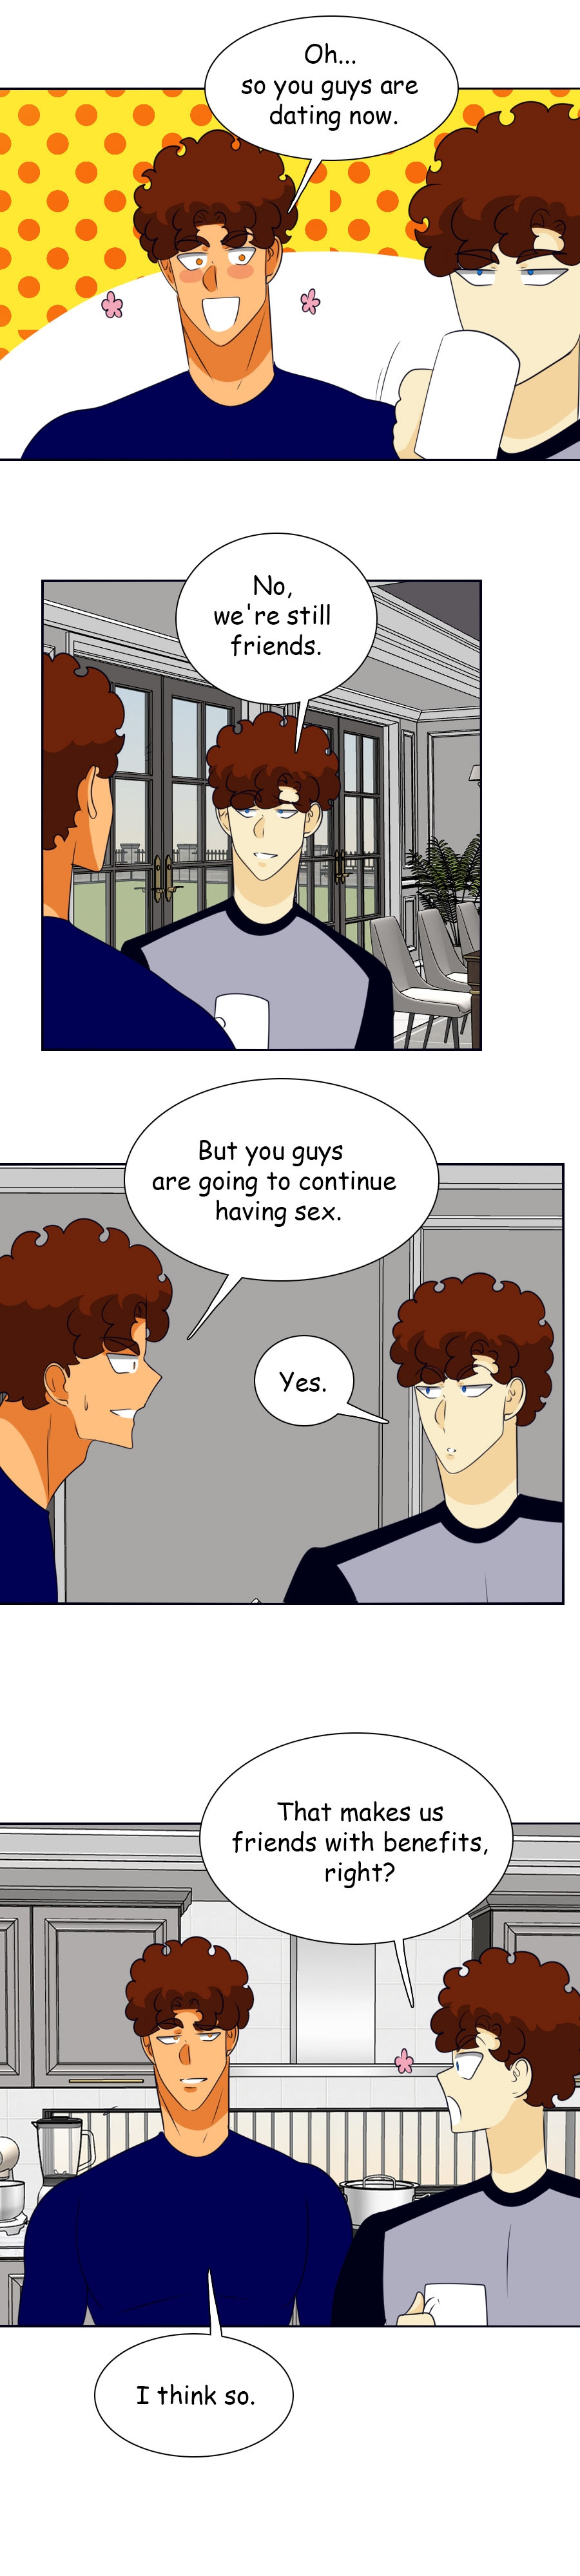 Oh...
so you guys are
dating now.
No,
we're still
friends.
But you guys
are going to continue
having sex.
Yes.
That makes us
friends with benefits,
right?
I think so.